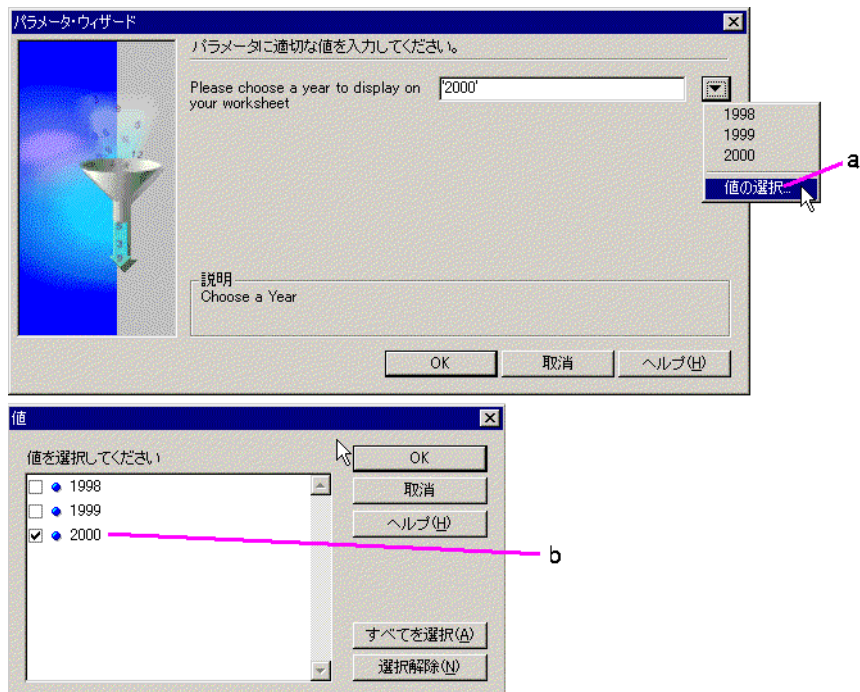 パラメータ・ウィザード
パラメータに適切な値を入力してください。
Please choose a year to display on
your worksheet
'2000'
1998
1999
2000
値の選択...
a
説明
Choose a Year
OK
取消
ヘルプ(H)
値
値を選択してください
1998
1999
2000
OK
取消
ヘルプ(H)
b
すべてを選択(A)
選択解除(N)